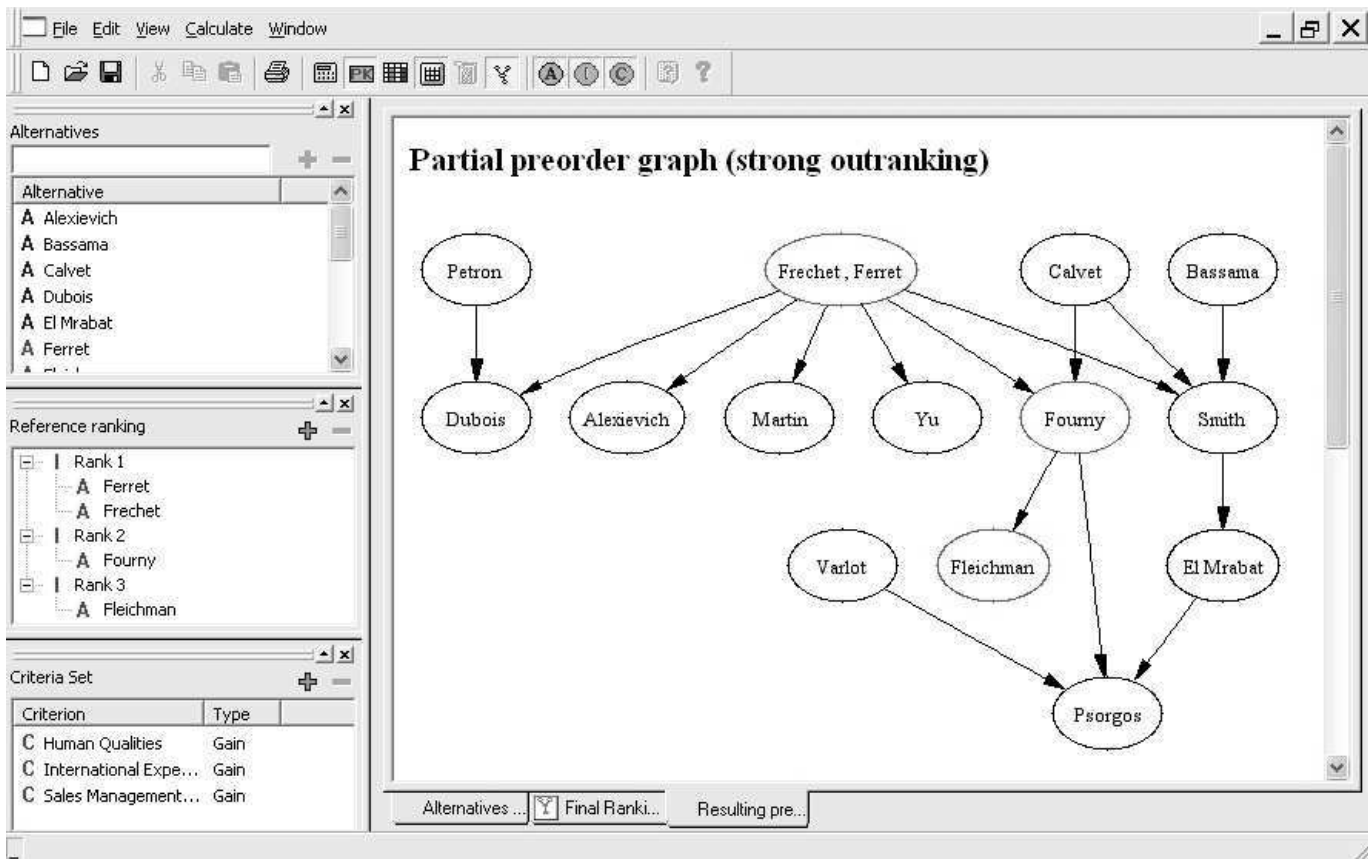 File Edit View Calculate Window
PK A I C ?
Alternatives
Alternative
A Alexievich
A Bassama
A Calvet
A Dubois
A El Mrabat
A Ferret
Reference ranking
I Rank 1
A Ferret
A Frechet
I Rank 2
A Fourny
I Rank 3
A Fleichman
Criteria Set
Criterion Type
C Human Qualities Gain
C International Expe... Gain
C Sales Management... Gain
Partial preorder graph (strong outranking)
Petron Frechet , Ferret Calvet Bassama
Dubois Alexievich Martin Yu Fourny Smith
Varlot Fleichman El Mrabat
Psorgos
Alternatives ... Final Ranki... Resulting pre...